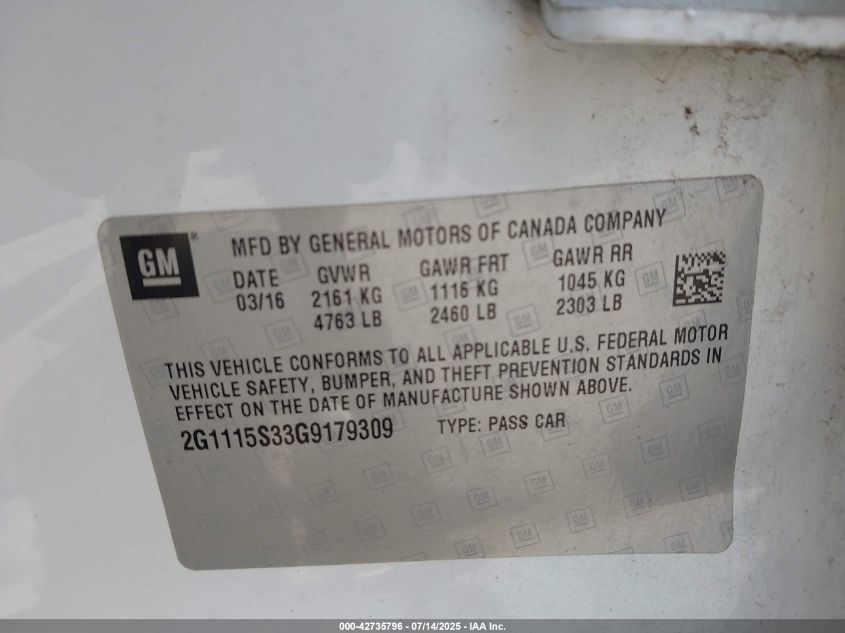 GM®
MFD BY GENERAL MOTORS OF CANADA COMPANY
DATE GVWR GAWR FRT GAWR RR
03/16 2161 KG 1116 KG 1045 KG
4763 LB 2460 LB 2303 LB
THIS VEHICLE CONFORMS TO ALL APPLICABLE U.S. FEDERAL MOTOR
VEHICLE SAFETY, BUMPER, AND THEFT PREVENTION STANDARDS IN
EFFECT ON THE DATE OF MANUFACTURE SHOWN ABOVE.
2G1115S33G9179309 TYPE: PASS CAR
000-42735796 - 07/14/2025 - IAA Inc.